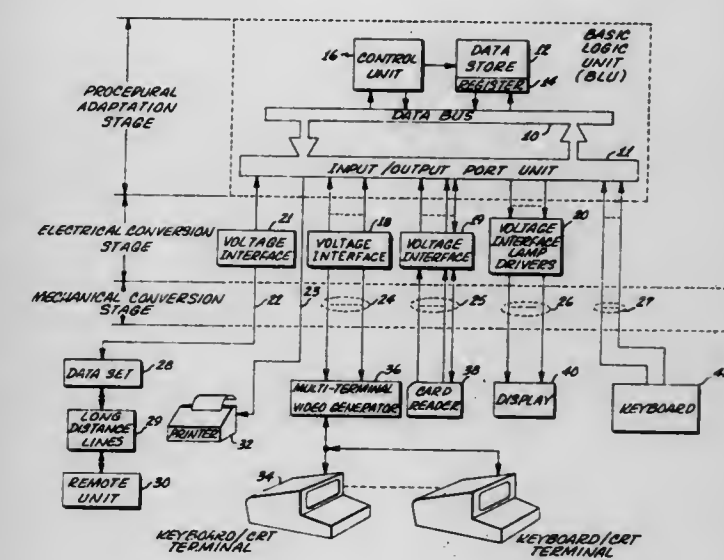 BASIC
LOGIC
UNIT
(BLU)
PROCEPURAL
ADAPTATION
STAGE
16
CONTROL
UNIT
DATA
STORE
12
REGISTER
14
DATA BUS
10
11
INPUT/OUTPUT PORT UNIT
ELECTRICAL CONVERSION
STAGE
21
VOLTAGE
INTERFACE
18
VOLTAGE
INTERFACE
19
VOLTAGE
INTERFACE
20
VOLTAGE
INTERFACE
LAMP
DRIVERS
MECHANICAL CONVERSION
STAGE
22
23
24
25
26
27
DATA SET
28
LONG
DISTANCE
LINES
29
REMOTE
UNIT
30
PRINTER
32
MULTI-TERMINAL
VIDEO GENERATOR
36
CARD
READER
38
DISPLAY
40
KEYBOARD
34
KEYBOARD/CRT
TERMINAL
KEYBOARD/CRT
TERMINAL